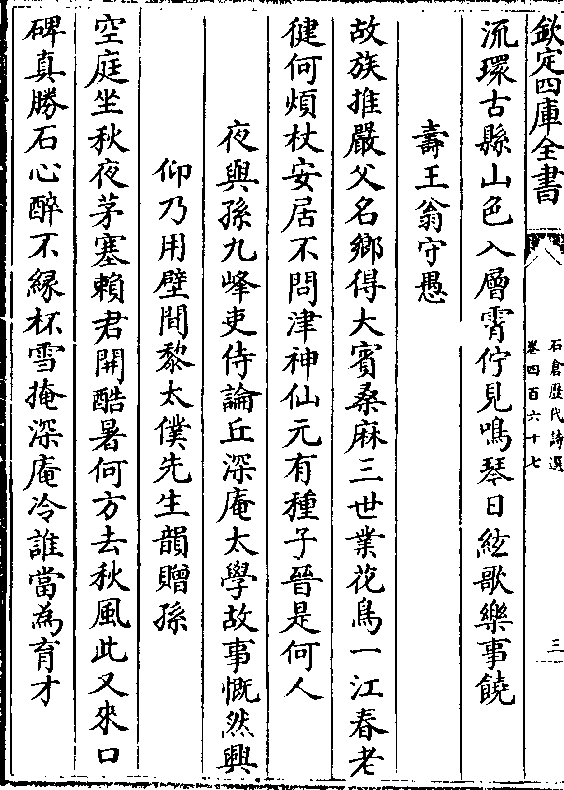 欽定四庫全書
石倉歷代詩選
卷四百六十七
三
流環古縣山色入層霄佇見鳴琴日絃歌樂事饒
壽王翁守愚
故族推嚴父名鄉得大賓桑麻三世業花鳥一江春老
健何煩杖安居不問津神仙元有種子晉是何人
夜與孫九峰吏侍論丘深庵太學故事慨然興
仰乃用壁間黎太僕先生韻贈孫
空庭坐秋夜茅塞賴君開酷暑何方去秋風此又來口
碑真勝石心醉不緣杯雪掩深庵冷誰當為育才